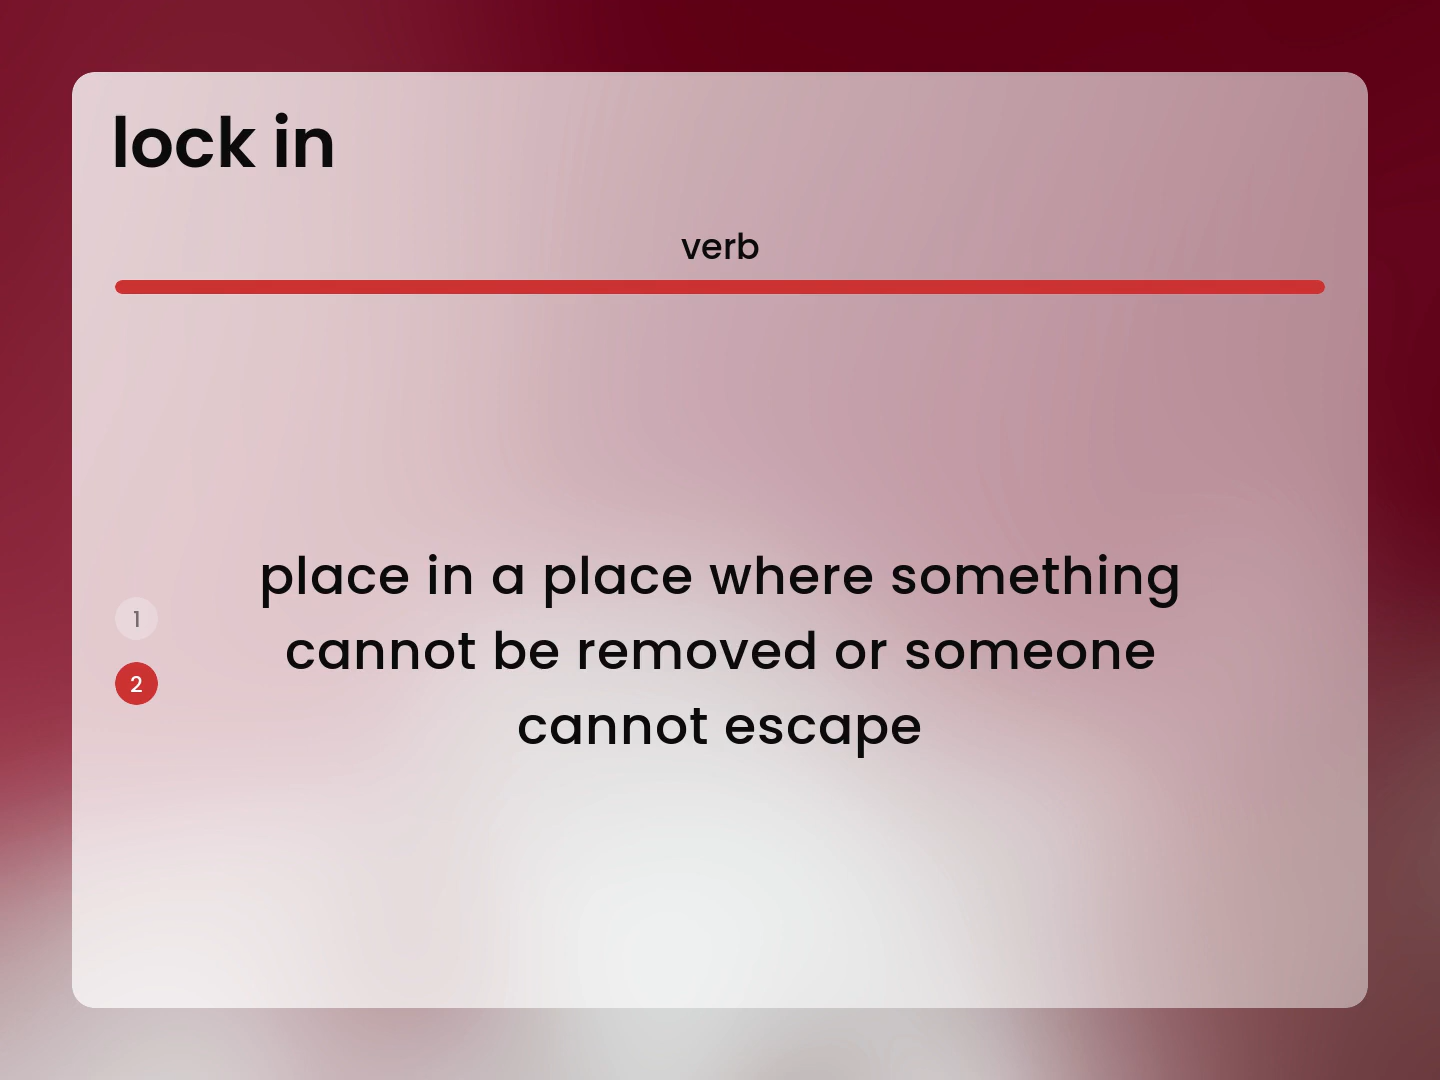 lock in
verb
place in a place where something
cannot be removed or someone
cannot escape
1
2